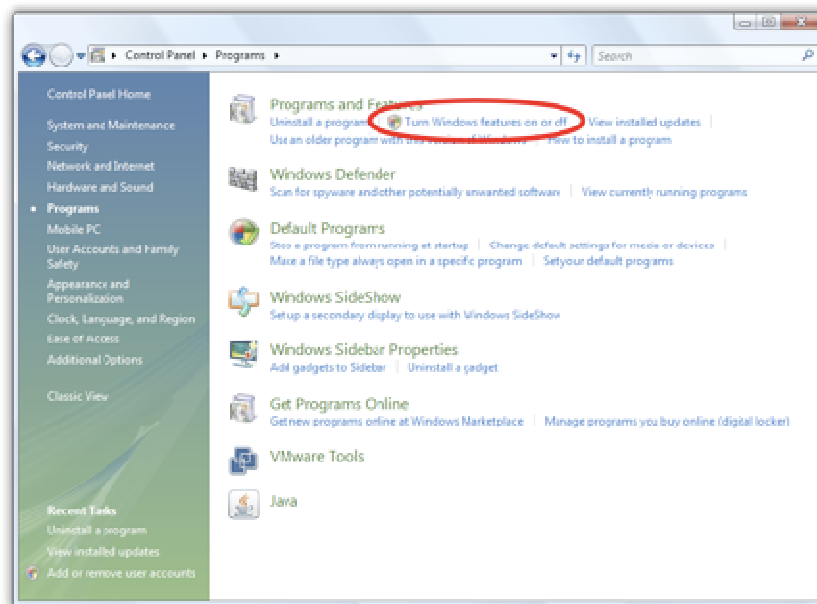 Control Panel ▸ Programs ▸
Search
Control Panel Home
System and Maintenance
Security
Network and Internet
Hardware and Sound
Programs
Mobile PC
User Accounts and Family
Safety
Appearance and
Personalization
Clock, Language, and Region
Ease of Access
Additional Options
Classic View
Recent Tasks
Uninstall a program
View installed updates
Add or remove user accounts
Programs and Features
Uninstall a program | Turn Windows features on or off | View installed updates |
Use an older program with this version of Windows | How to install a program
Windows Defender
Scan for spyware and other potentially unwanted software | View currently running programs
Default Programs
Stop a program from running at startup | Change default settings for media or devices |
Make a file type always open in a specific program | Set your default programs
Windows SideShow
Set up a secondary display to use with Windows SideShow
Windows Sidebar Properties
Add gadgets to Sidebar | Uninstall a gadget
Get Programs Online
Get new programs online at Windows Marketplace | Manage programs you buy online (digital locker)
VMware Tools
Java